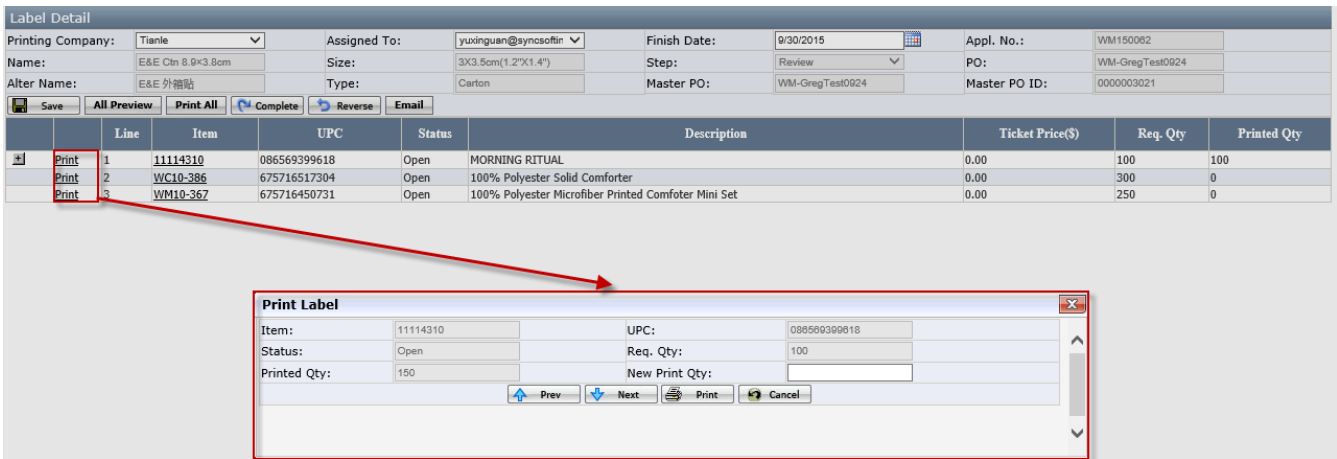 Label Detail
Printing Company: Tianle Assigned To: yuxinguan@syncsoftin Finish Date: 9/30/2015 Appl. No.: WM150062
Name: E&E Ctn 8.9×3.8cm Size: 3X3.5cm(1.2"X1.4") Step: Review PO: WM-GregTest0924
Alter Name: E&E 外箱贴 Type: Carton Master PO: WM-GregTest0924 Master PO ID: 0000003021
Save All Preview Print All Complete Reverse Email
Line Item UPC Status Description Ticket Price($) Req. Qty Printed Qty
Print 1 11114310 086569399618 Open MORNING RITUAL 0.00 100 100
Print 2 WC10-386 675716517304 Open 100% Polyester Solid Comforter 0.00 300 0
Print 3 WM10-367 675716450731 Open 100% Polyester Microfiber Printed Comfoter Mini Set 0.00 250 0
Print Label
Item: 11114310 UPC: 086569399618
Status: Open Req. Qty: 100
Printed Qty: 150 New Print Qty:
Prev Next Print Cancel